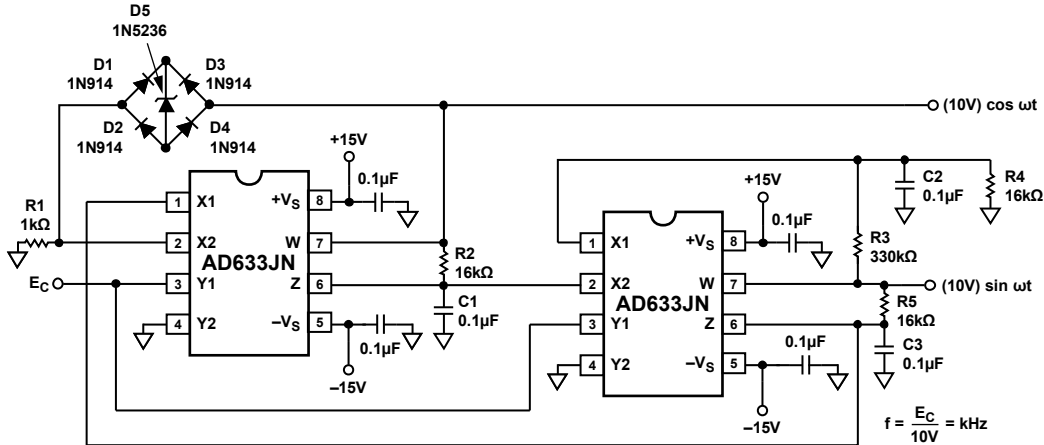 D5
1N5236
D1
1N914
D3
1N914
D2
1N914
D4
1N914
(10V) cos ωt
+15V
0.1µF
R1
1kΩ
1 X1
+VS 8
2 X2
W 7
AD633JN
3 Y1
Z 6
4 Y2
–VS 5
EC
R2
16kΩ
C1
0.1µF
0.1µF
–15V
+15V
0.1µF
C2
0.1µF
R4
16kΩ
R3
330kΩ
1 X1
+VS 8
2 X2
W 7
AD633JN
3 Y1
Z 6
4 Y2
–VS 5
(10V) sin ωt
R5
16kΩ
C3
0.1µF
0.1µF
–15V
f = EC/10V = kHz